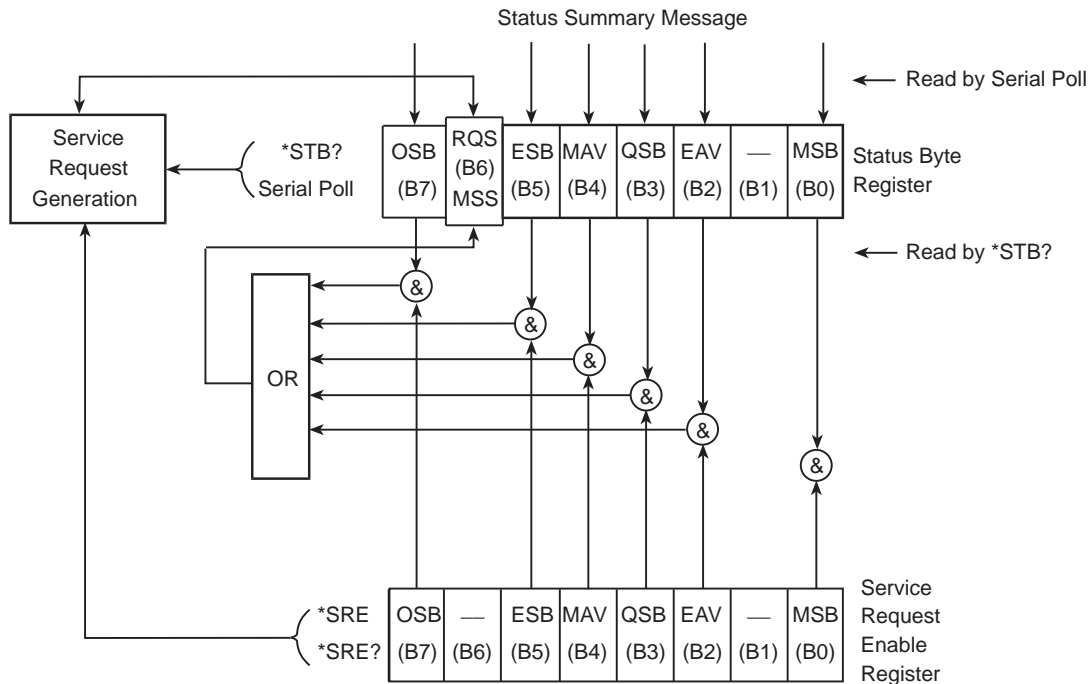 Status Summary Message
Read by Serial Poll
Service
Request
Generation
*STB?
Serial Poll
OSB
(B7)
RQS
(B6)
MSS
ESB
(B5)
MAV
(B4)
QSB
(B3)
EAV
(B2)
—
(B1)
MSB
(B0)
Status Byte
Register
Read by *STB?
&
&
&
&
&
&
OR
*SRE
*SRE?
OSB
(B7)
—
(B6)
ESB
(B5)
MAV
(B4)
QSB
(B3)
EAV
(B2)
—
(B1)
MSB
(B0)
Service
Request
Enable
Register